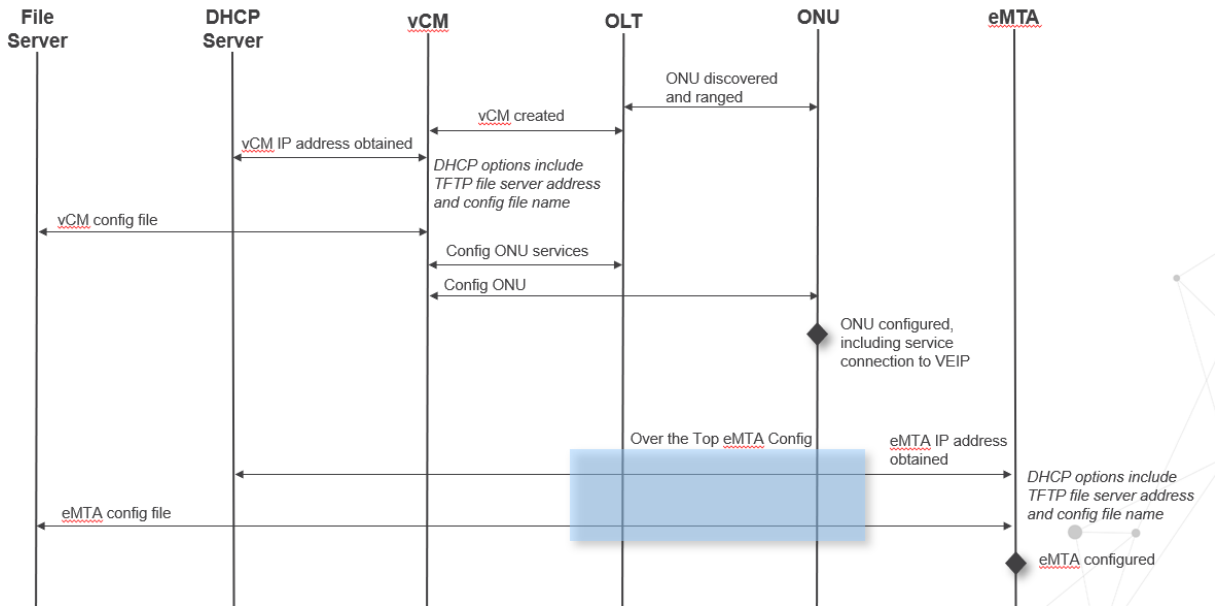 File
Server
DHCP
Server
vCM
OLT
ONU
eMTA
ONU discovered
and ranged
vCM created
vCM IP address obtained
DHCP options include
TFTP file server address
and config file name
vCM config file
Config ONU services
Config ONU
ONU configured,
including service
connection to VEIP
Over the Top eMTA Config
eMTA IP address
obtained
DHCP options include
TFTP file server address
and config file name
eMTA config file
eMTA configured